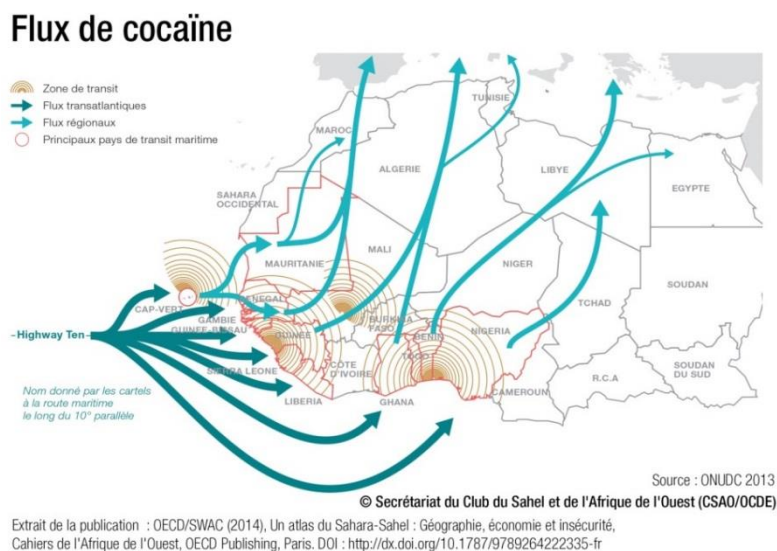 Flux de cocaïne
Zone de transit
Flux transatlantiques
Flux régionaux
Principaux pays de transit maritime
TUNISIE
MAROC
ALGERIE
LIBYE
EGYPTE
SAHARA
OCCIDENTAL
MAURITANIE
MALI
NIGER
TCHAD
SOUDAN
CAP-VERT
SENEGAL
GAMBIE
GUINEE-BISSAU
GUINEE
BURKINA
FASO
BENIN
NIGERIA
TOGO
SIERRA LEONE
CÔTE
D'IVOIRE
LIBERIA
GHANA
CAMEROUN
R.C.A
SOUDAN
DU SUD
Highway Ten
Nom donné par les cartels
à la route maritime
le long du 10° parallèle
Source : ONUDC 2013
© Secrétariat du Club du Sahel et de l'Afrique de l'Ouest (CSAO/OCDE)
Extrait de la publication : OECD/SWAC (2014), Un atlas du Sahara-Sahel : Géographie, économie et insécurité,
Cahiers de l'Afrique de l'Ouest, OECD Publishing, Paris. DOI : http://dx.doi.org/10.1787/9789264222335-fr